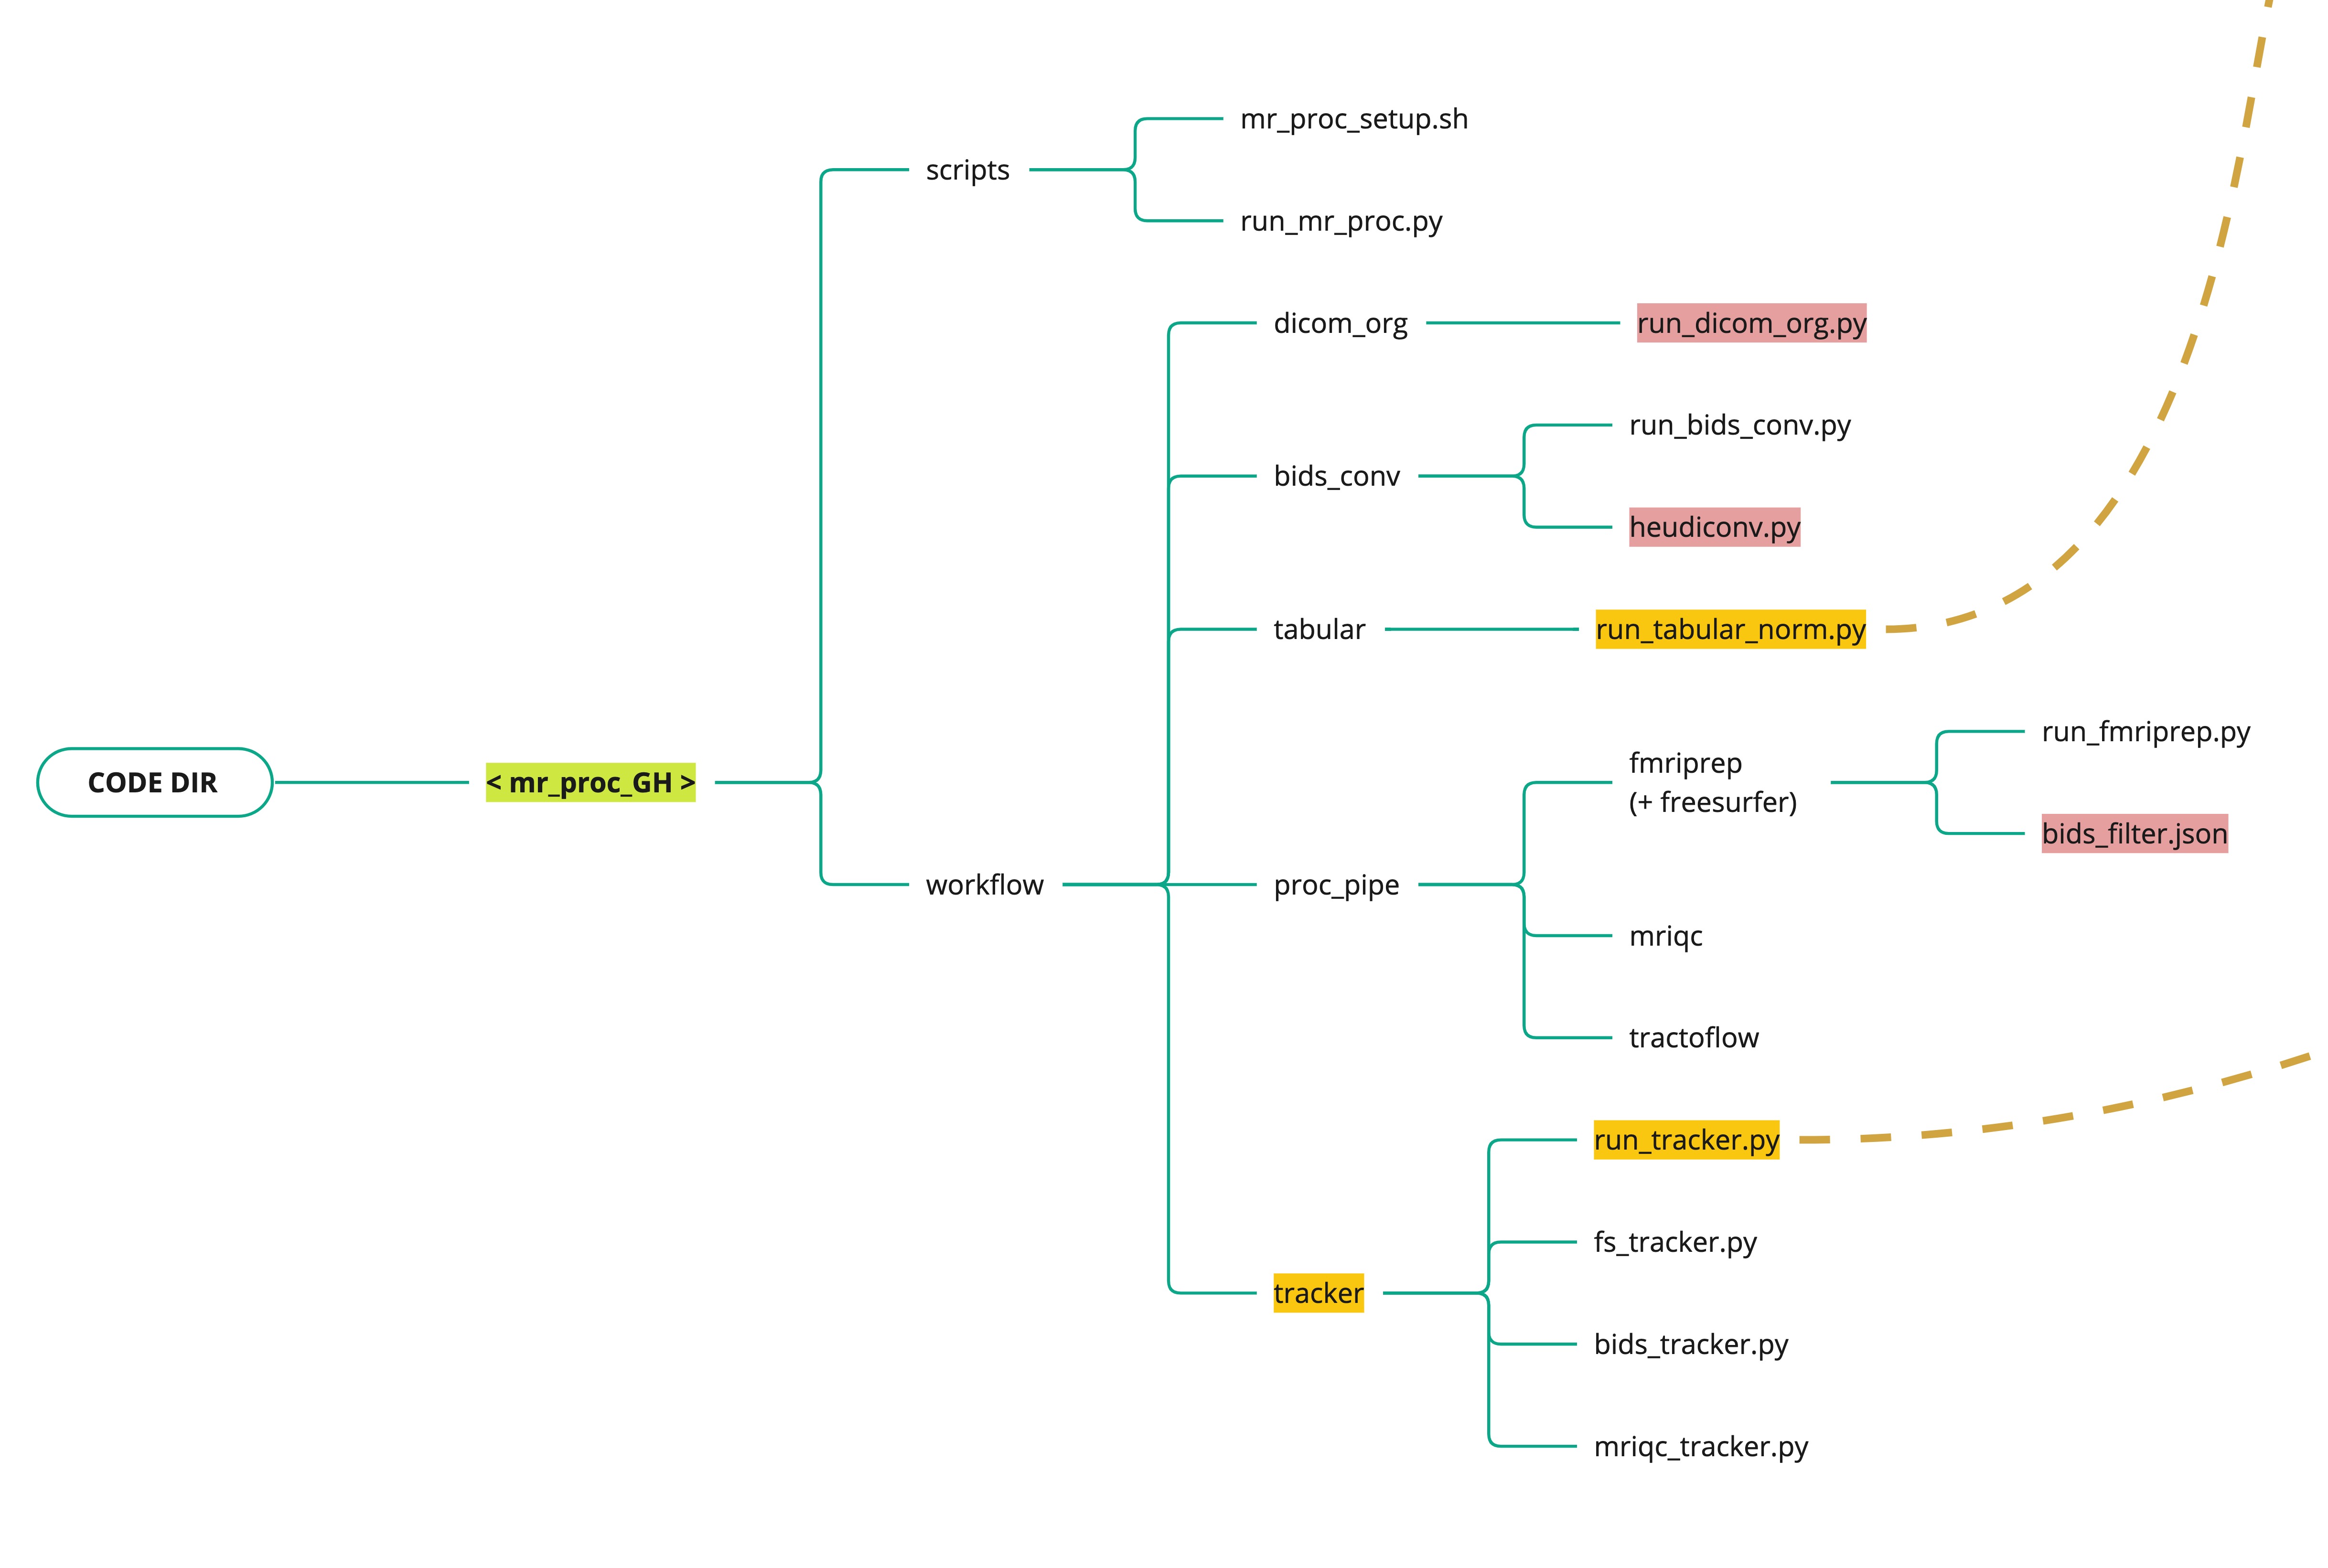 mr_proc_setup.sh
scripts
run_mr_proc.py
dicom_org
run_dicom_org.py
run_bids_conv.py
bids_conv
heudiconv.py
tabular
run_tabular_norm.py
run_fmriprep.py
fmriprep
(+ freesurfer)
CODE DIR
< mr_proc_GH >
bids_filter.json
workflow
proc_pipe
mriqc
tractoflow
run_tracker.py
fs_tracker.py
tracker
bids_tracker.py
mriqc_tracker.py